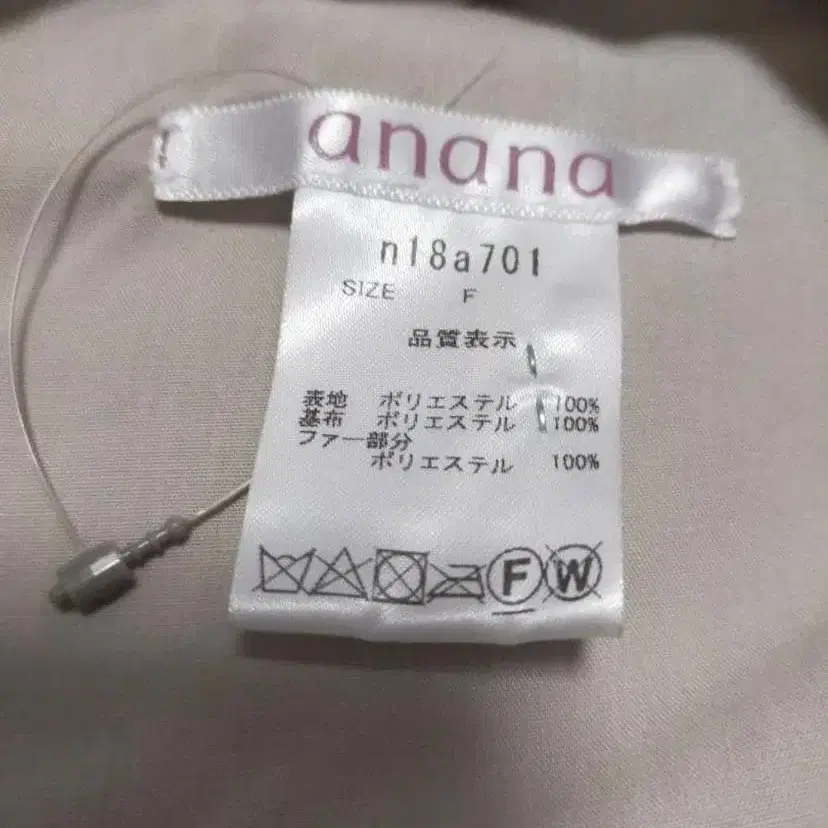 anana
n18a701
SIZE F
品質表示
表地 ポリエステル 100%
基布 ポリエステル 100%
ファー部分
ポリエステル 100%
F W